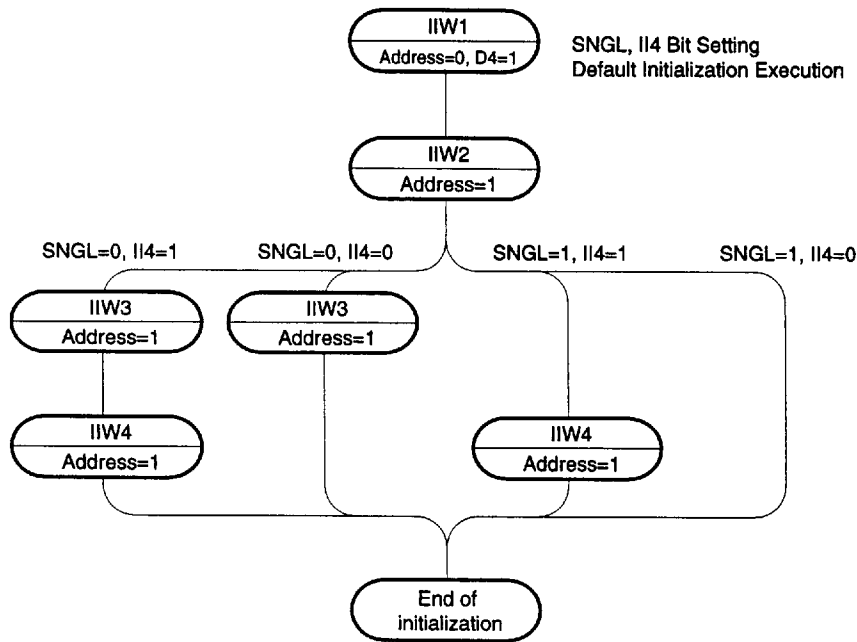 IIW1
Address=0, D4=1
SNGL, II4 Bit Setting
Default Initialization Execution
IIW2
Address=1
SNGL=0, II4=1
SNGL=0, II4=0
SNGL=1, II4=1
SNGL=1, II4=0
IIW3
Address=1
IIW3
Address=1
IIW4
Address=1
IIW4
Address=1
End of
initialization